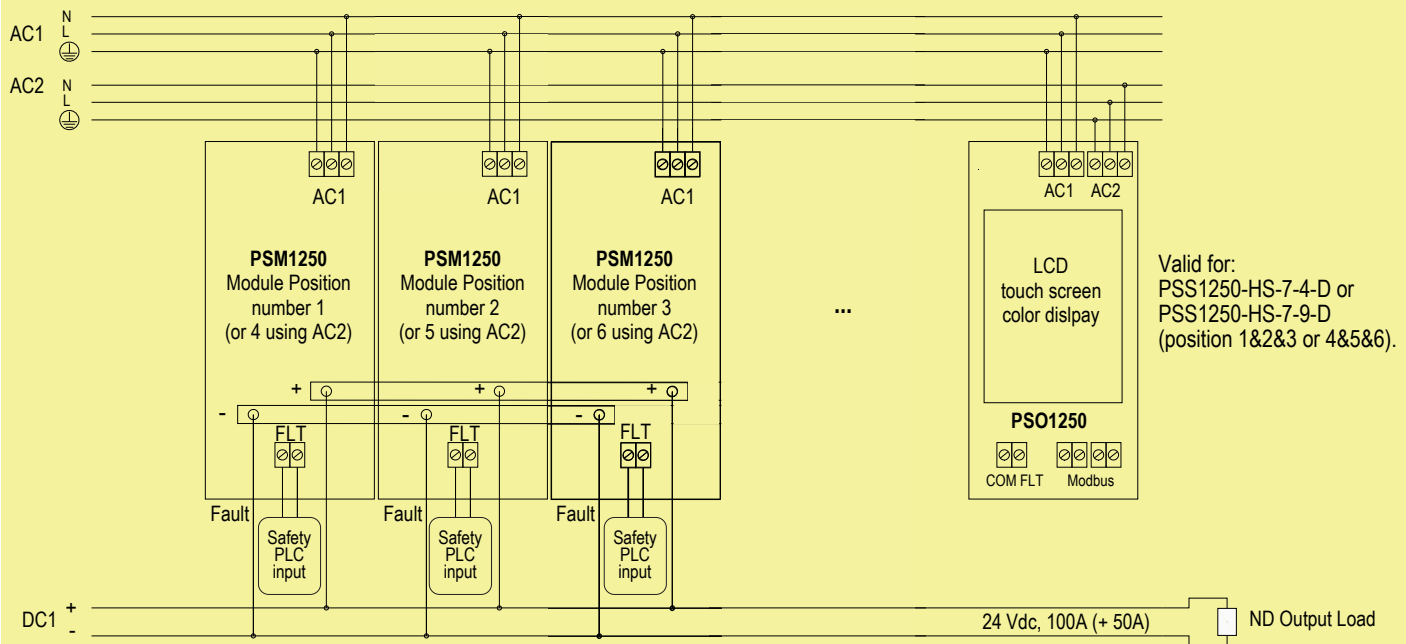 AC1 N
L
AC2 N
L
AC1
AC1
AC1
AC1 AC2
PSM1250
Module Position
number 1
(or 4 using AC2)
PSM1250
Module Position
number 2
(or 5 using AC2)
PSM1250
Module Position
number 3
(or 6 using AC2)
...
LCD
touch screen
color dislpay
Valid for:
PSS1250-HS-7-4-D or
PSS1250-HS-7-9-D
(position 1&2&3 or 4&5&6).
+ + +
- - -
PSO1250
FLT
FLT
FLT
COM FLT Modbus
Fault
Fault
Fault
Safety
PLC
input
Safety
PLC
input
Safety
PLC
input
DC1 +
-
24 Vdc, 100A (+ 50A)
ND Output Load